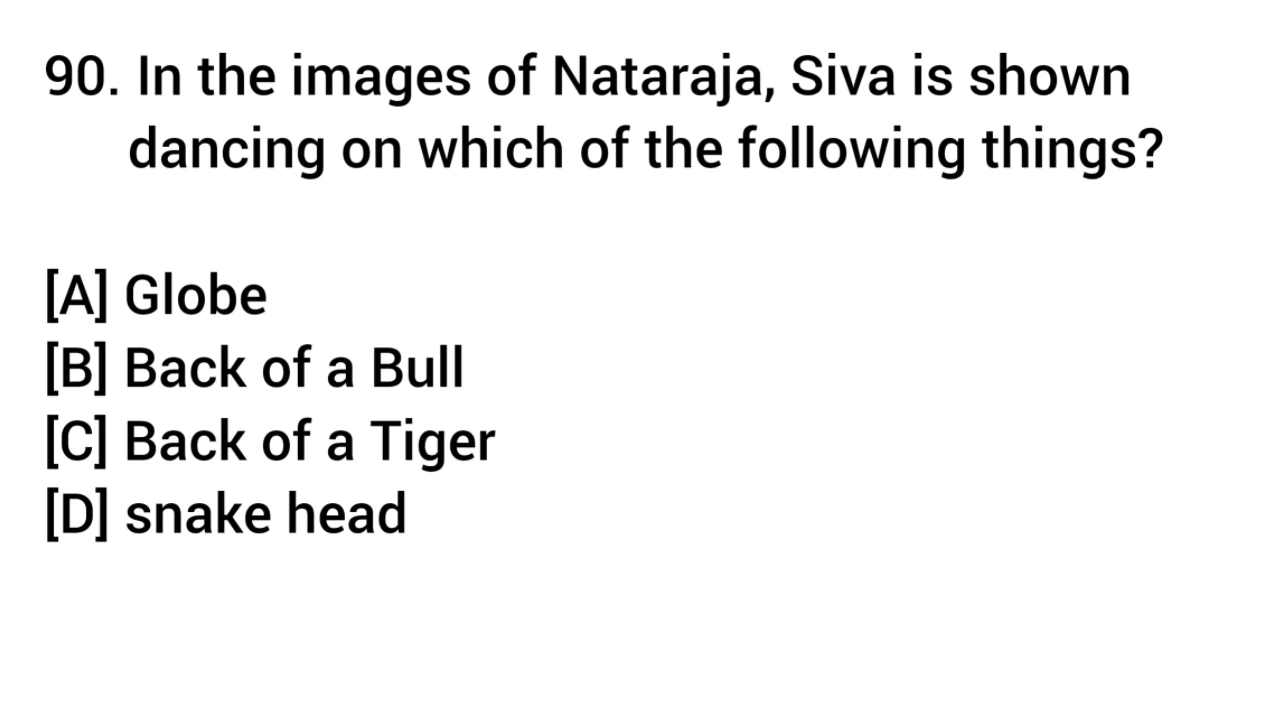 90. In the images of Nataraja, Siva is shown
dancing on which of the following things?
[A] Globe
[B] Back of a Bull
[C] Back of a Tiger
[D] snake head